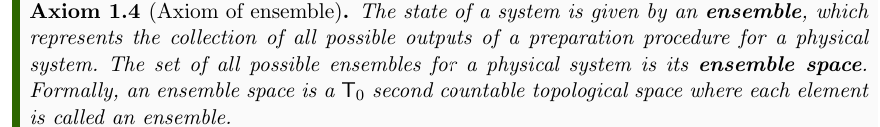 Axiom 1.4 (Axiom of ensemble). The state of a system is given by an ensemble, which
represents the collection of all possible outputs of a preparation procedure for a physical
system. The set of all possible ensembles for a physical system is its ensemble space.
Formally, an ensemble space is a T₀ second countable topological space where each element
is called an ensemble.